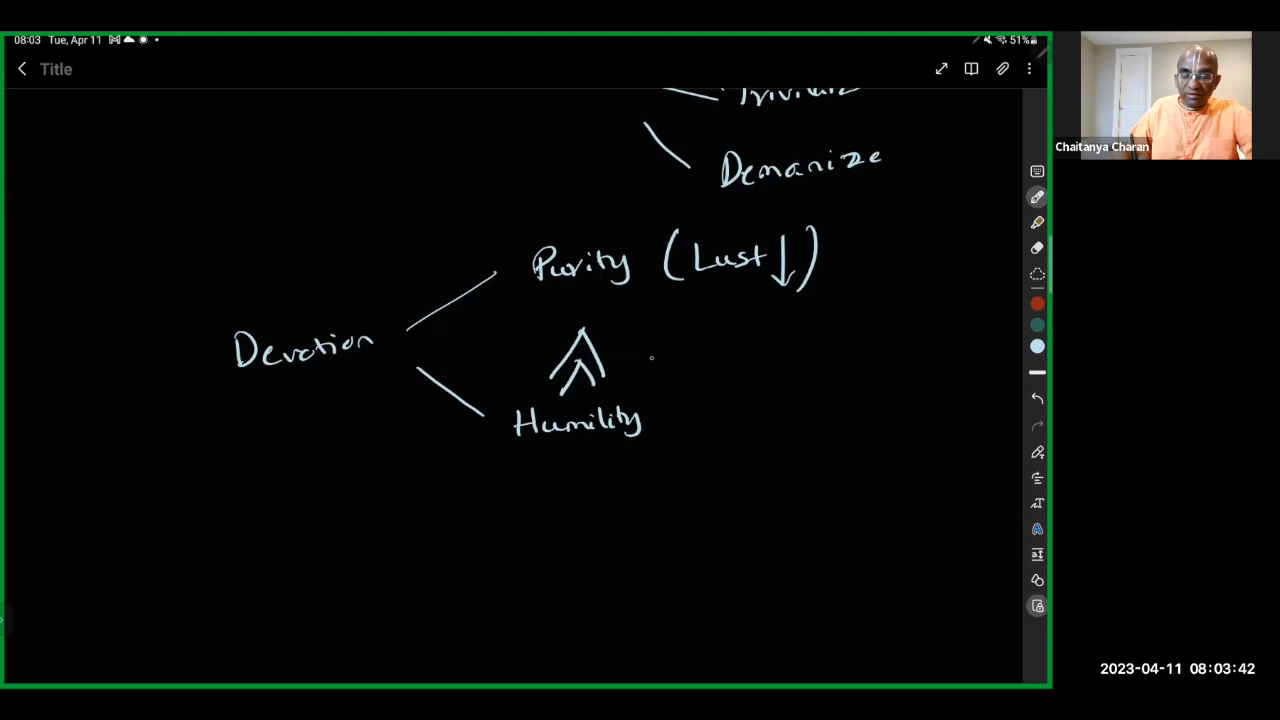 08:03 Tue, Apr 11
51%
Title
Chaitanya Charan
Demanize
Purity (Lust ↓)
Devotion
Humility
2023-04-11 08:03:42